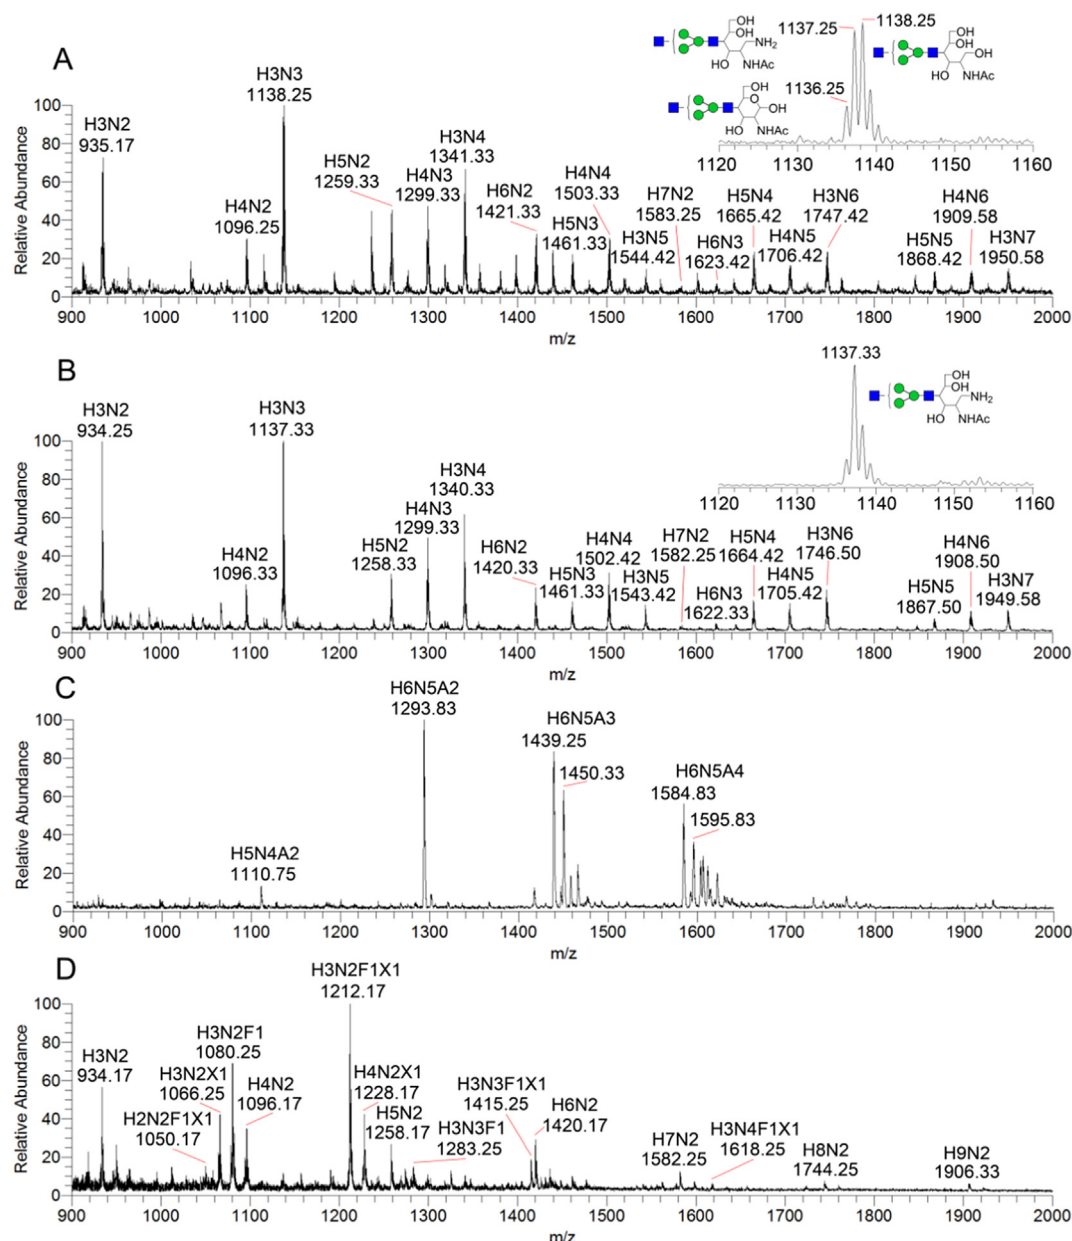 A
H3N2
935.17
H4N2
1096.25
H3N3
1138.25
H5N2
1259.33
H4N3
1299.33
H3N4
1341.33
H6N2
1421.33
H5N3
1461.33
H4N4
1503.33
H3N5
1544.42
H7N2
1583.25
H6N3
1623.42
H5N4
1665.42
H4N5
1706.42
H3N6
1747.42
H5N5
1868.42
H4N6
1909.58
H3N7
1950.58
1136.25
1137.25
1138.25
OH
OH
NH2
HO NHAc
O
OH
HO NHAc
OH
OH
OH
HO NHAc
1120 1130 1140 1150 1160
Relative Abundance
100
80
60
40
20
0
900 1000 1100 1200 1300 1400 1500 1600 1700 1800 1900 2000
m/z
B
H3N2
934.25
H4N2
1096.33
H3N3
1137.33
H5N2
1258.33
H4N3
1299.33
H3N4
1340.33
H6N2
1420.33
H5N3
1461.33
H4N4
1502.42
H3N5
1543.42
H7N2
1582.25
H6N3
1622.33
H5N4
1664.42
H4N5
1705.42
H3N6
1746.50
H5N5
1867.50
H4N6
1908.50
H3N7
1949.58
1137.33
OH
OH
NH2
HO NHAc
1120 1130 1140 1150 1160
Relative Abundance
100
80
60
40
20
0
900 1000 1100 1200 1300 1400 1500 1600 1700 1800 1900 2000
m/z
C
H5N4A2
1110.75
H6N5A2
1293.83
H6N5A3
1439.25
1450.33
H6N5A4
1584.83
1595.83
Relative Abundance
100
80
60
40
20
0
900 1000 1100 1200 1300 1400 1500 1600 1700 1800 1900 2000
m/z
D
H3N2
934.17
H2N2F1X1
1050.17
H3N2X1
1066.25
H3N2F1
1080.25
H4N2
1096.17
H3N2F1X1
1212.17
H4N2X1
1228.17
H5N2
1258.17
H3N3F1
1283.25
H3N3F1X1
1415.25
H6N2
1420.17
H7N2
1582.25
H3N4F1X1
1618.25
H8N2
1744.25
H9N2
1906.33
Relative Abundance
100
80
60
40
20
0
900 1000 1100 1200 1300 1400 1500 1600 1700 1800 1900 2000
m/z